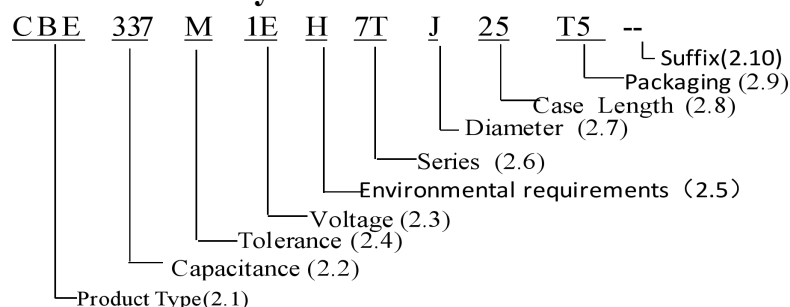 CBE 337 M 1E H 7T J 25 T5 --
Suffix(2.10)
Packaging (2.9)
Case Length (2.8)
Diameter (2.7)
Series (2.6)
Environmental requirements（2.5）
Voltage (2.3)
Tolerance (2.4)
Capacitance (2.2)
Product Type(2.1)